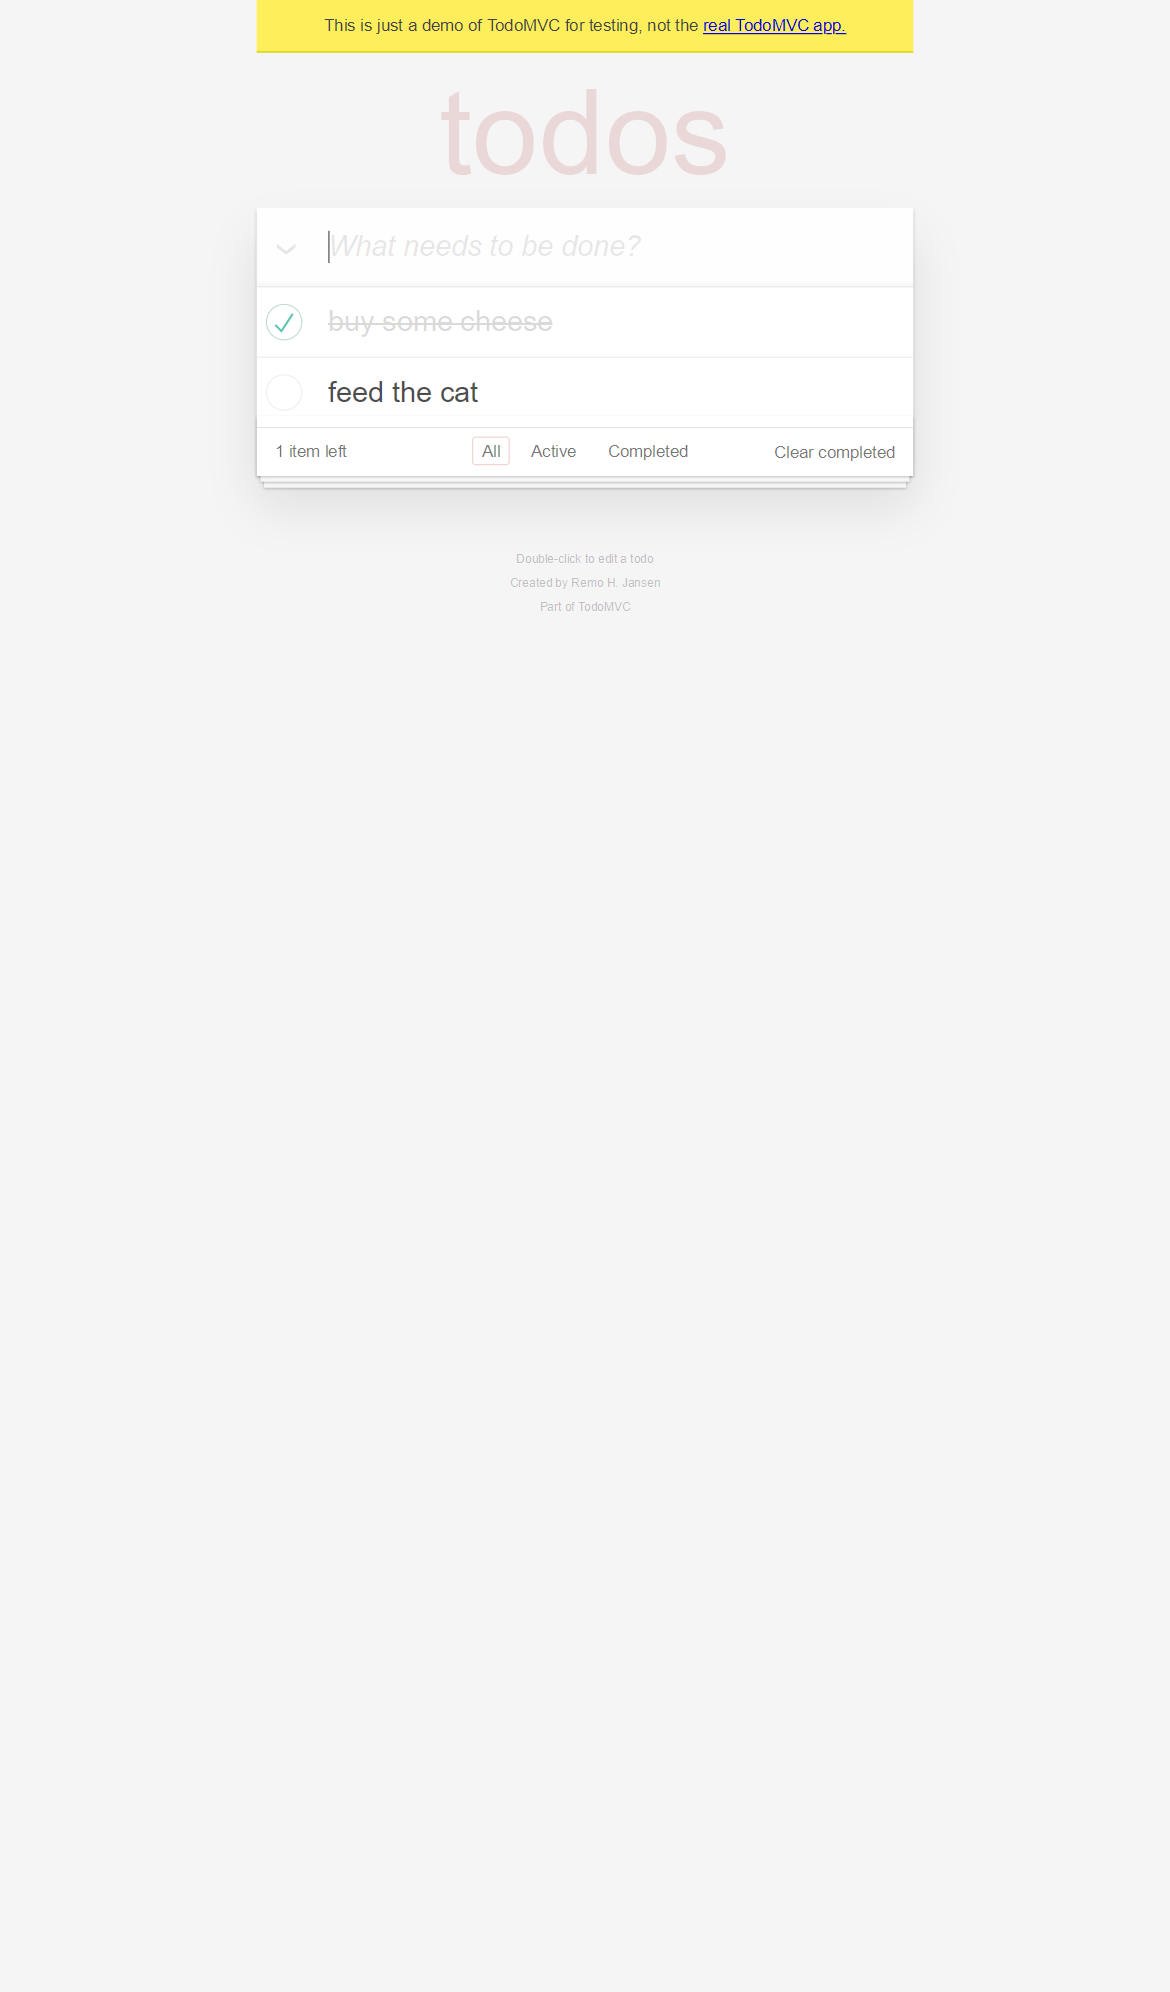 This is just a demo of TodoMVC for testing, not the real TodoMVC app.
todos
What needs to be done?
buy some cheese
feed the cat
1 item left All Active Completed Clear completed
Double-click to edit a todo
Created by Remo H. Jansen
Part of TodoMVC